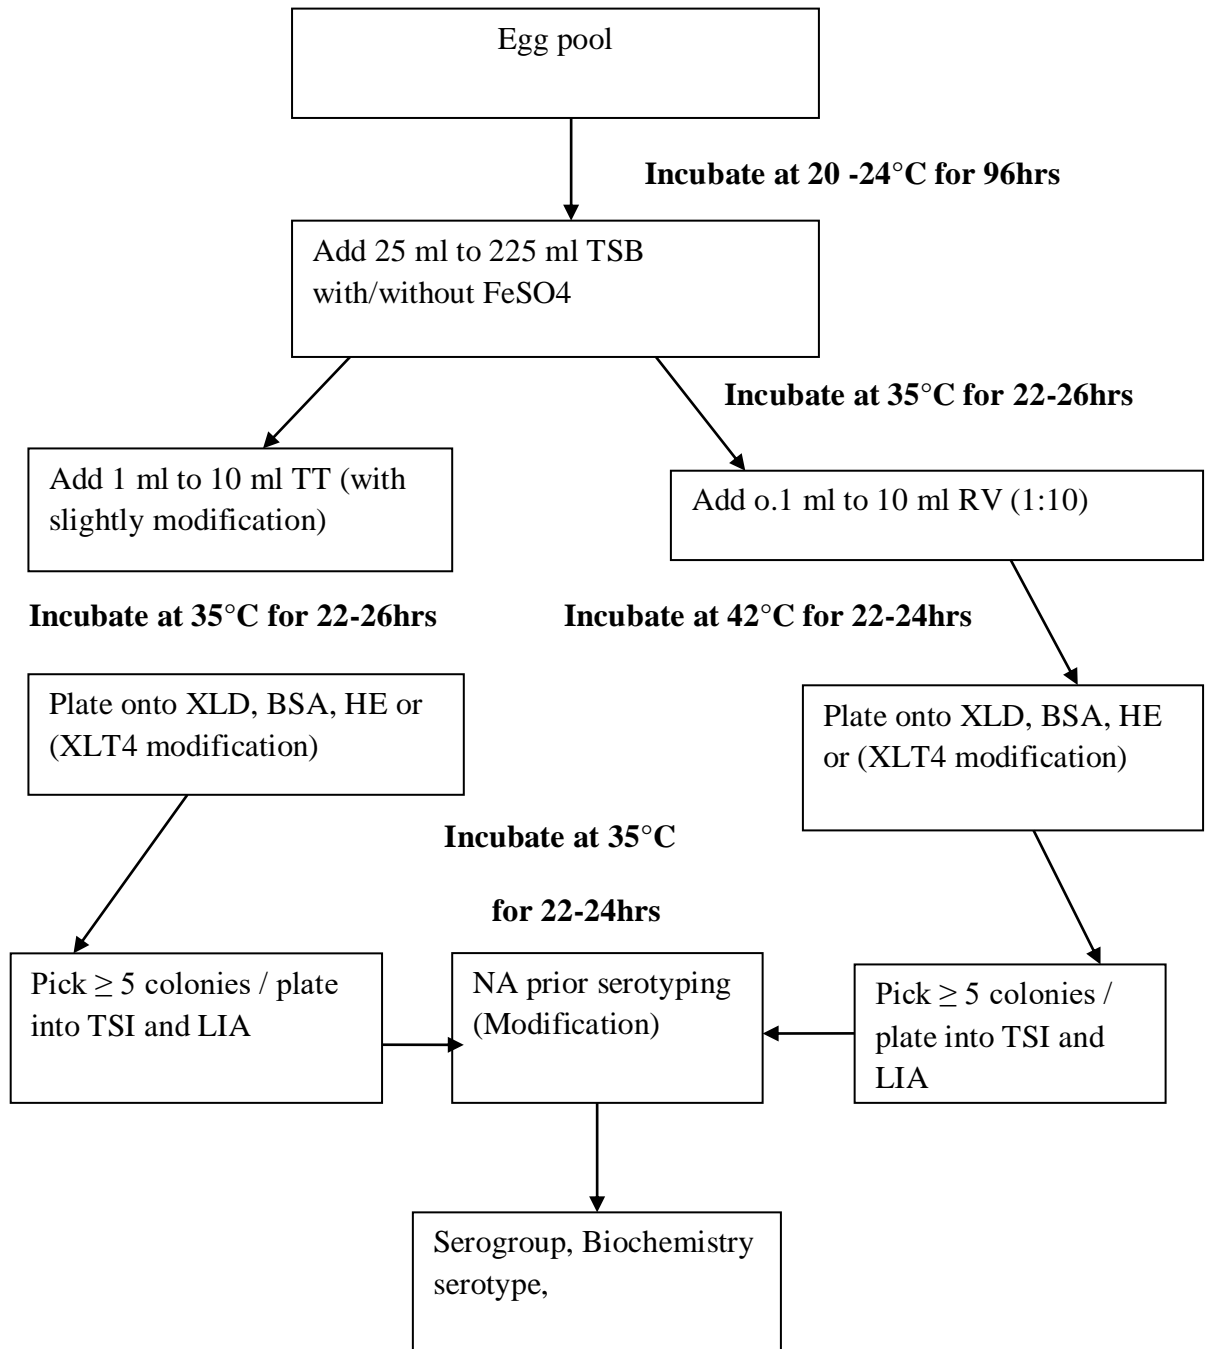 Egg pool
Incubate at 20 -24°C for 96hrs
Add 25 ml to 225 ml TSB
with/without FeSO4
Incubate at 35°C for 22-26hrs
Add 1 ml to 10 ml TT (with
slightly modification)
Add o.1 ml to 10 ml RV (1:10)
Incubate at 35°C for 22-26hrs
Incubate at 42°C for 22-24hrs
Plate onto XLD, BSA, HE or
(XLT4 modification)
Plate onto XLD, BSA, HE
or (XLT4 modification)
Incubate at 35°C
for 22-24hrs
Pick ≥ 5 colonies / plate
into TSI and LIA
NA prior serotyping
(Modification)
Pick ≥ 5 colonies /
plate into TSI and
LIA
Serogroup, Biochemistry
serotype,